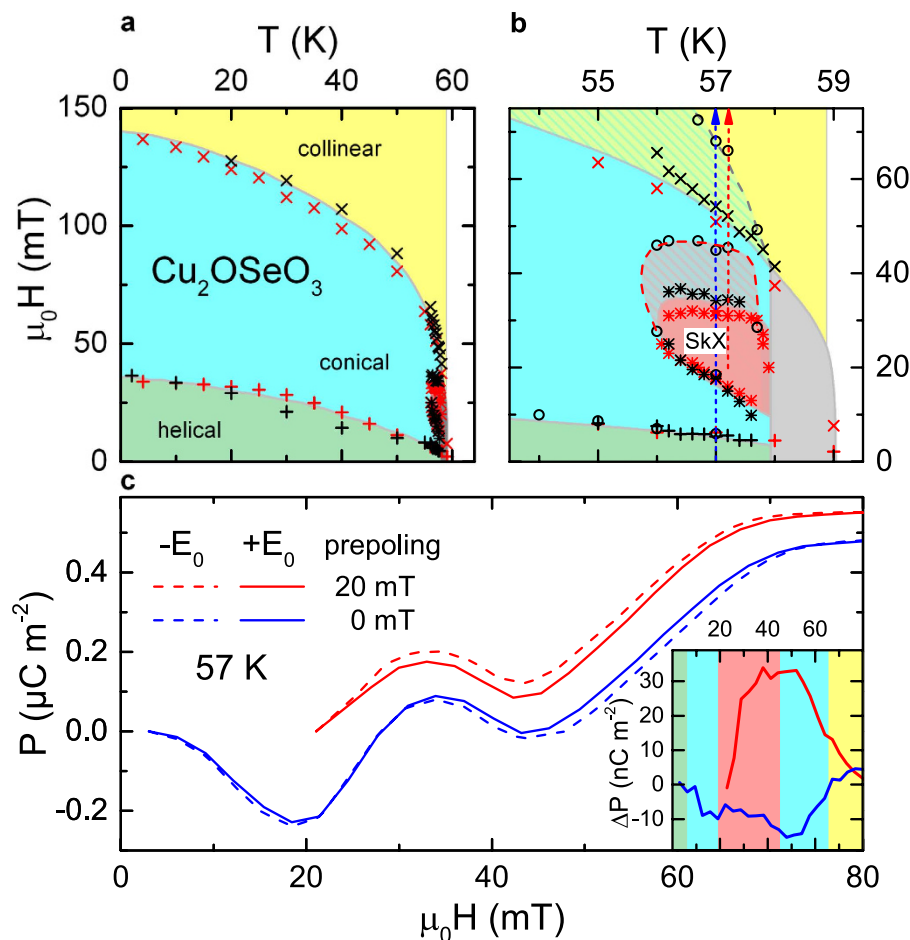 a
T (K)
0 20 40 60
150
100
50
0
μ₀H (mT)
collinear
Cu₂OSeO₃
conical
helical
b
T (K)
55 57 59
60
40
20
0
SkX
c
-E₀ +E₀ prepoling
20 mT
0 mT
57 K
0.4
0.2
0.0
-0.2
P (μC m⁻²)
0 20 40 60 80
μ₀H (mT)
20 40 60
30
20
10
0
-10
ΔP (nC m⁻²)